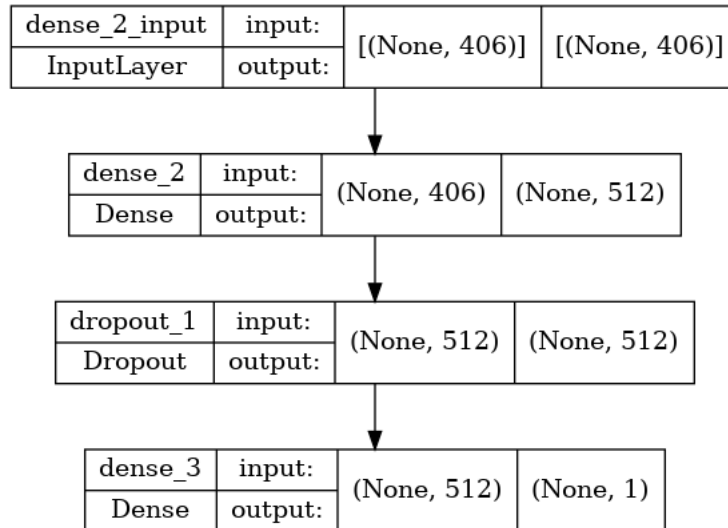 dense_2_input input: [(None, 406)] [(None, 406)]
InputLayer output:
dense_2 input: (None, 406) (None, 512)
Dense output:
dropout_1 input: (None, 512) (None, 512)
Dropout output:
dense_3 input: (None, 512) (None, 1)
Dense output: